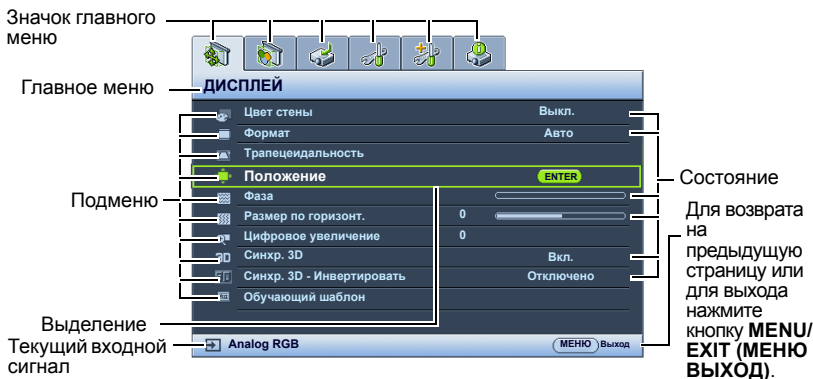 Значок главного
меню
Главное меню
ДИСПЛЕЙ
Цвет стены Выкл.
Формат Авто
Трапецеидальность
Положение ENTER
Фаза
Размер по горизонт. 0
Цифровое увеличение 0
3D Синхр. 3D Вкл.
Синхр. 3D - Инвертировать Отключено
Обучающий шаблон
Analog RGB МЕНЮ Выход
Подменю
Выделение
Текущий входной
сигнал
Состояние
Для возврата
на
предыдущую
страницу или
для выхода
нажмите
кнопку MENU/
EXIT (МЕНЮ
ВЫХОД).